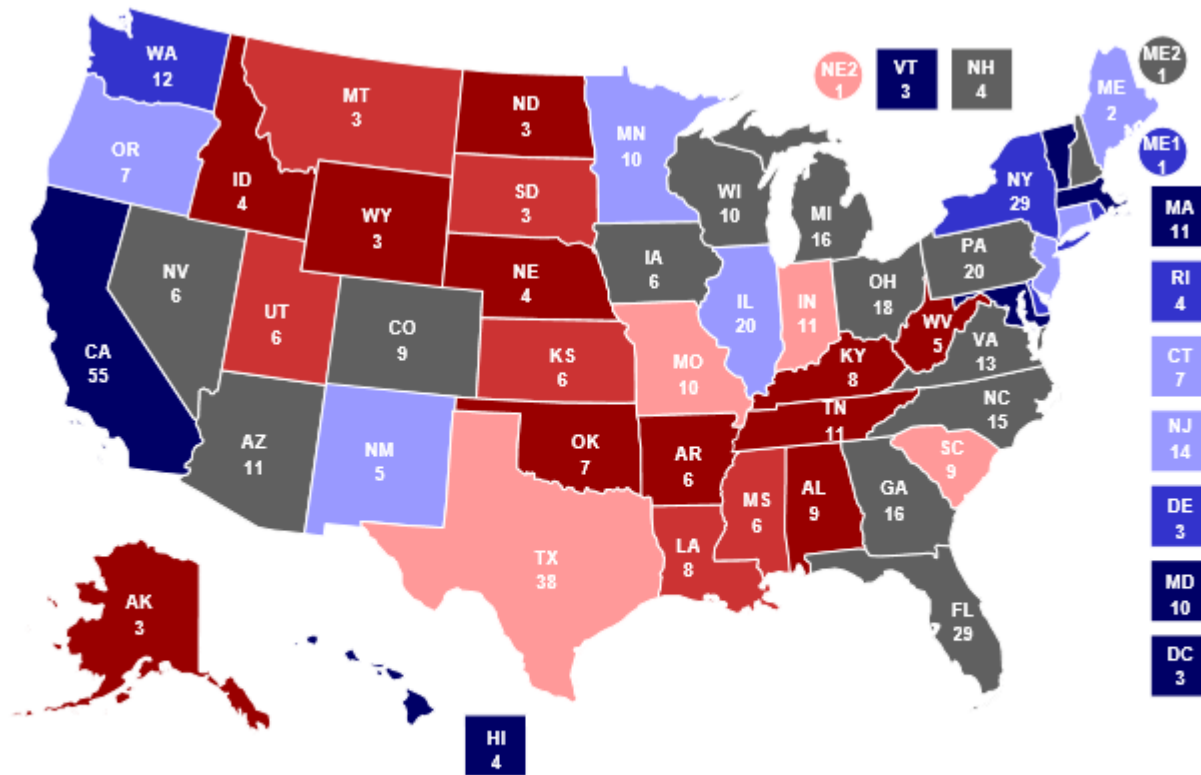 WA
12
OR
7
CA
55
NV
6
ID
4
MT
3
WY
3
UT
6
AZ
11
CO
9
NM
5
ND
3
SD
3
NE
4
KS
6
OK
7
TX
38
MN
10
IA
6
MO
10
AR
6
LA
8
WI
10
IL
20
MS
6
MI
16
IN
11
KY
8
TN
11
AL
9
OH
18
WV
5
GA
16
FL
29
SC
9
NC
15
VA
13
PA
20
NY
29
ME
2
NE2
1
VT
3
NH
4
ME2
1
ME1
1
MA
11
RI
4
CT
7
NJ
14
DE
3
MD
10
DC
3
AK
3
HI
4